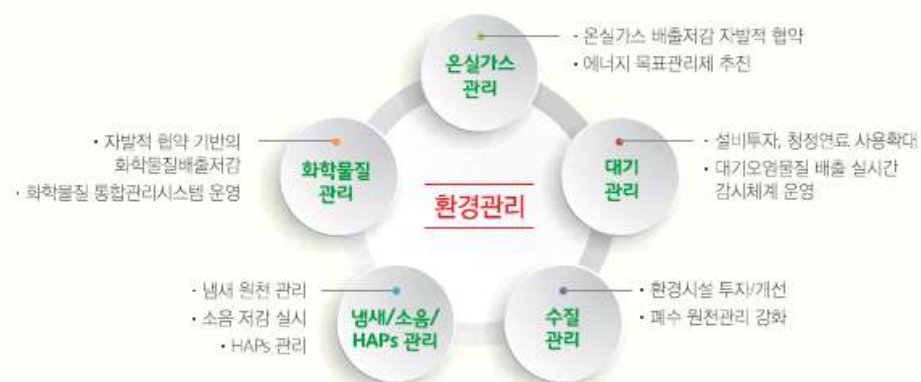 온실가스
관리
- 온실가스 배출저감 자발적 협약
• 에너지 목표관리제 추진
• 자발적 협약 기반의
화학물질배출저감
• 화학물질 통합관리시스템 운영
화학물질
관리
환경관리
대기
관리
- 설비투자, 청정연료 사용확대
• 대기오염물질 배출 실시간
감시체계 운영
• 냄새 원천 관리
• 소음 저감 실시
• HAPs 관리
냄새/소음/
HAPs 관리
수질
관리
• 환경시설 투자/개선
• 폐수 원천관리 강화